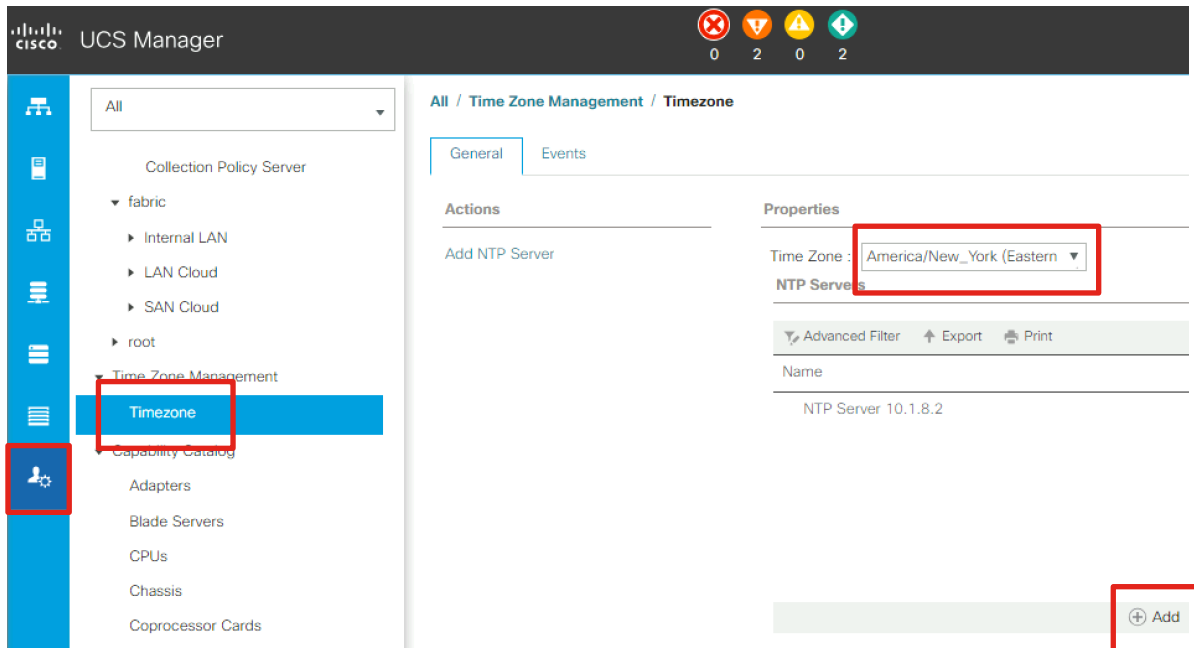 cisco UCS Manager
0 2 0 2
All
Collection Policy Server
fabric
Internal LAN
LAN Cloud
SAN Cloud
root
Time Zone Management
Timezone
Capability Catalog
Adapters
Blade Servers
CPUs
Chassis
Coprocessor Cards
All / Time Zone Management / Timezone
General Events
Actions
Add NTP Server
Properties
Time Zone : America/New_York (Eastern
NTP Servers
Advanced Filter Export Print
Name
NTP Server 10.1.8.2
Add